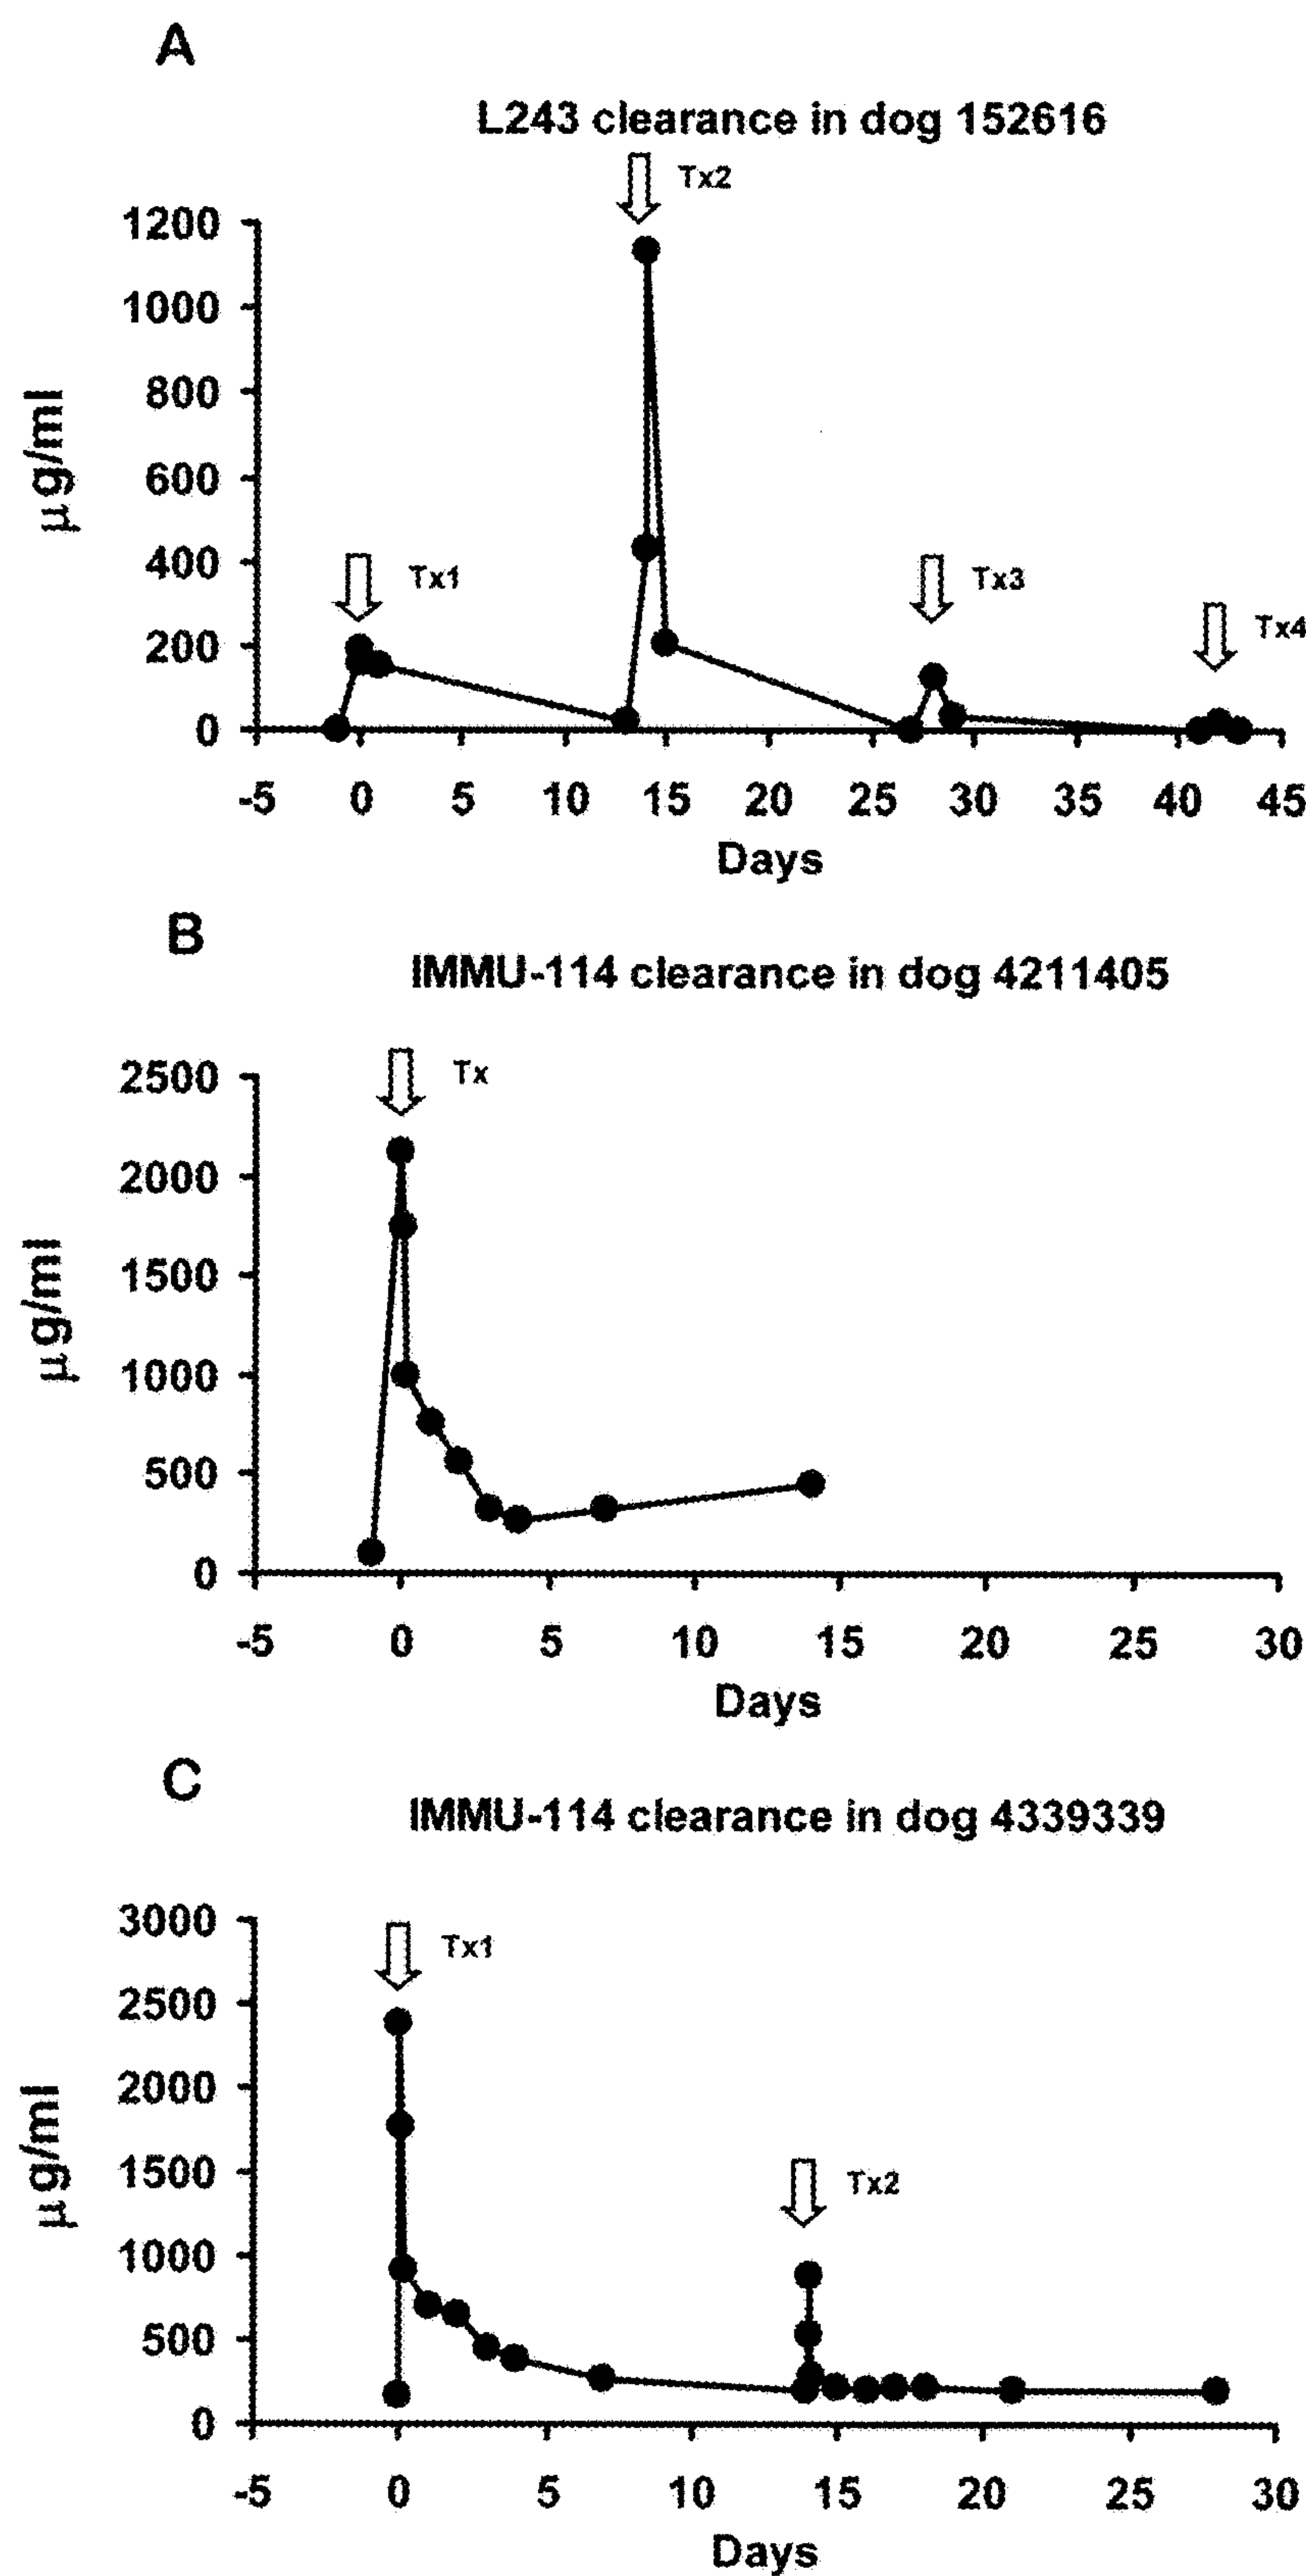 A
L243 clearance in dog 152616
Tx2
1200
1000
800
600
400
200
0
µg/ml
Tx1
Tx3
Tx4
-5 0 5 10 15 20 25 30 35 40 45
Days
B
IMMU-114 clearance in dog 4211405
Tx
2500
2000
1500
1000
500
0
µg/ml
-5 0 5 10 15 20 25 30
Days
C
IMMU-114 clearance in dog 4339339
Tx1
3000
2500
2000
1500
1000
500
0
µg/ml
Tx2
-5 0 5 10 15 20 25 30
Days